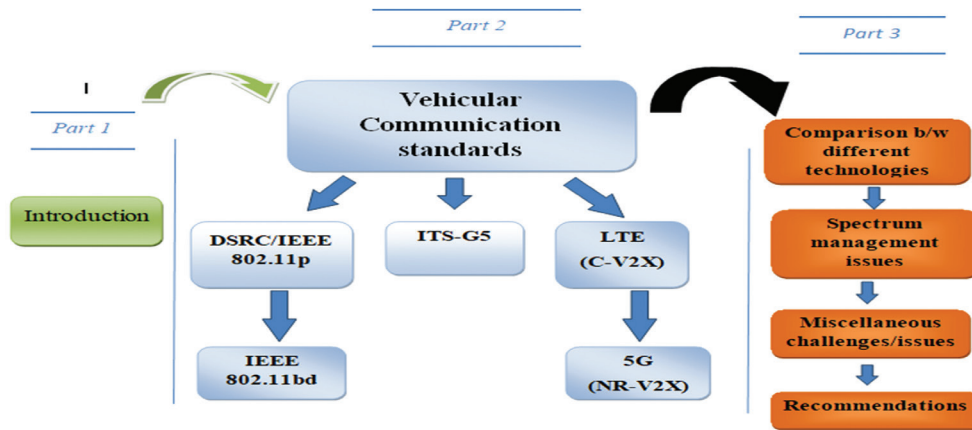 Part 1
Introduction
Part 2
Vehicular
Communication
standards
DSRC/IEEE
802.11p
IEEE
802.11bd
ITS-G5
LTE
(C-V2X)
5G
(NR-V2X)
Part 3
Comparison b/w
different
technologies
Spectrum
management
issues
Miscellaneous
challenges/issues
Recommendations